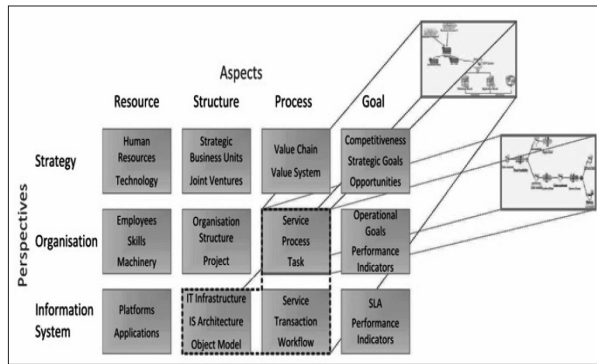 Aspects
Resource Structure Process Goal
Perspectives
Strategy
Human
Resources
Technology
Strategic
Business Units
Joint Ventures
Value Chain
Value System
Competitiveness
Strategic Goals
Opportunities
Organisation
Employees
Skills
Machinery
Organisation
Structure
Project
Service
Process
Task
Operational
Goals
Performance
Indicators
Information
System
Platforms
Applications
IT Infrastructure
IS Architecture
Object Model
Service
Transaction
Workflow
SLA
Performance
Indicators